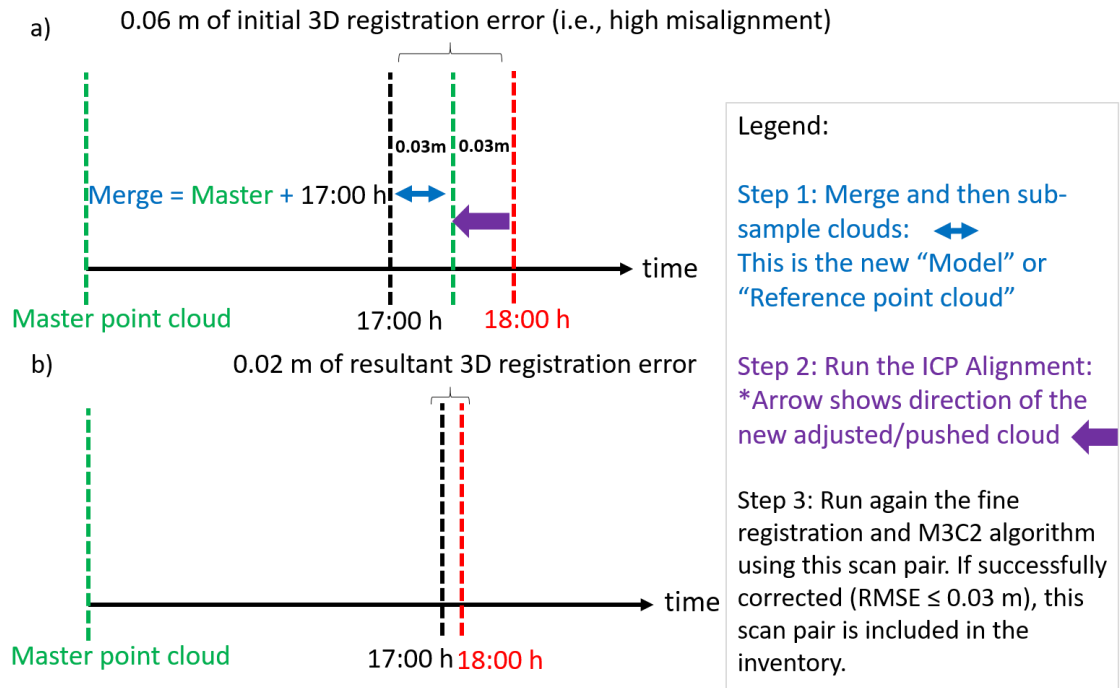 a)
0.06 m of initial 3D registration error (i.e., high misalignment)
0.03m
0.03m
Merge = Master + 17:00 h
time
Master point cloud
17:00 h
18:00 h
b)
0.02 m of resultant 3D registration error
time
Master point cloud
17:00 h
18:00 h
Legend:
Step 1: Merge and then sub-
sample clouds:
This is the new “Model” or
“Reference point cloud”
Step 2: Run the ICP Alignment:
*Arrow shows direction of the
new adjusted/pushed cloud
Step 3: Run again the fine
registration and M3C2 algorithm
using this scan pair. If successfully
corrected (RMSE ≤ 0.03 m), this
scan pair is included in the
inventory.